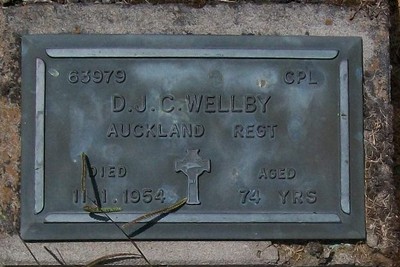 63979 CPL
D.J.C. WELLBY
AUCKLAND REGT
DIED AGED
11.1.1954 74 YRS